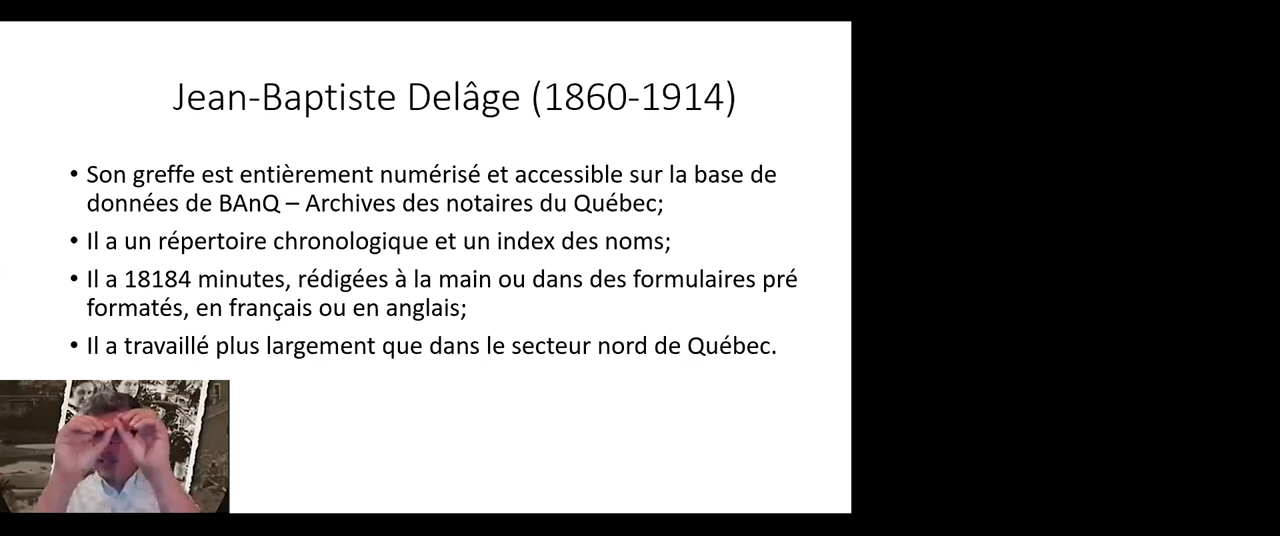 Jean-Baptiste Delâge (1860-1914)
• Son greffe est entièrement numérisé et accessible sur la base de
données de BAnQ – Archives des notaires du Québec;
• Il a un répertoire chronologique et un index des noms;
• Il a 18184 minutes, rédigées à la main ou dans des formulaires pré
formatés, en français ou en anglais;
• Il a travaillé plus largement que dans le secteur nord de Québec.